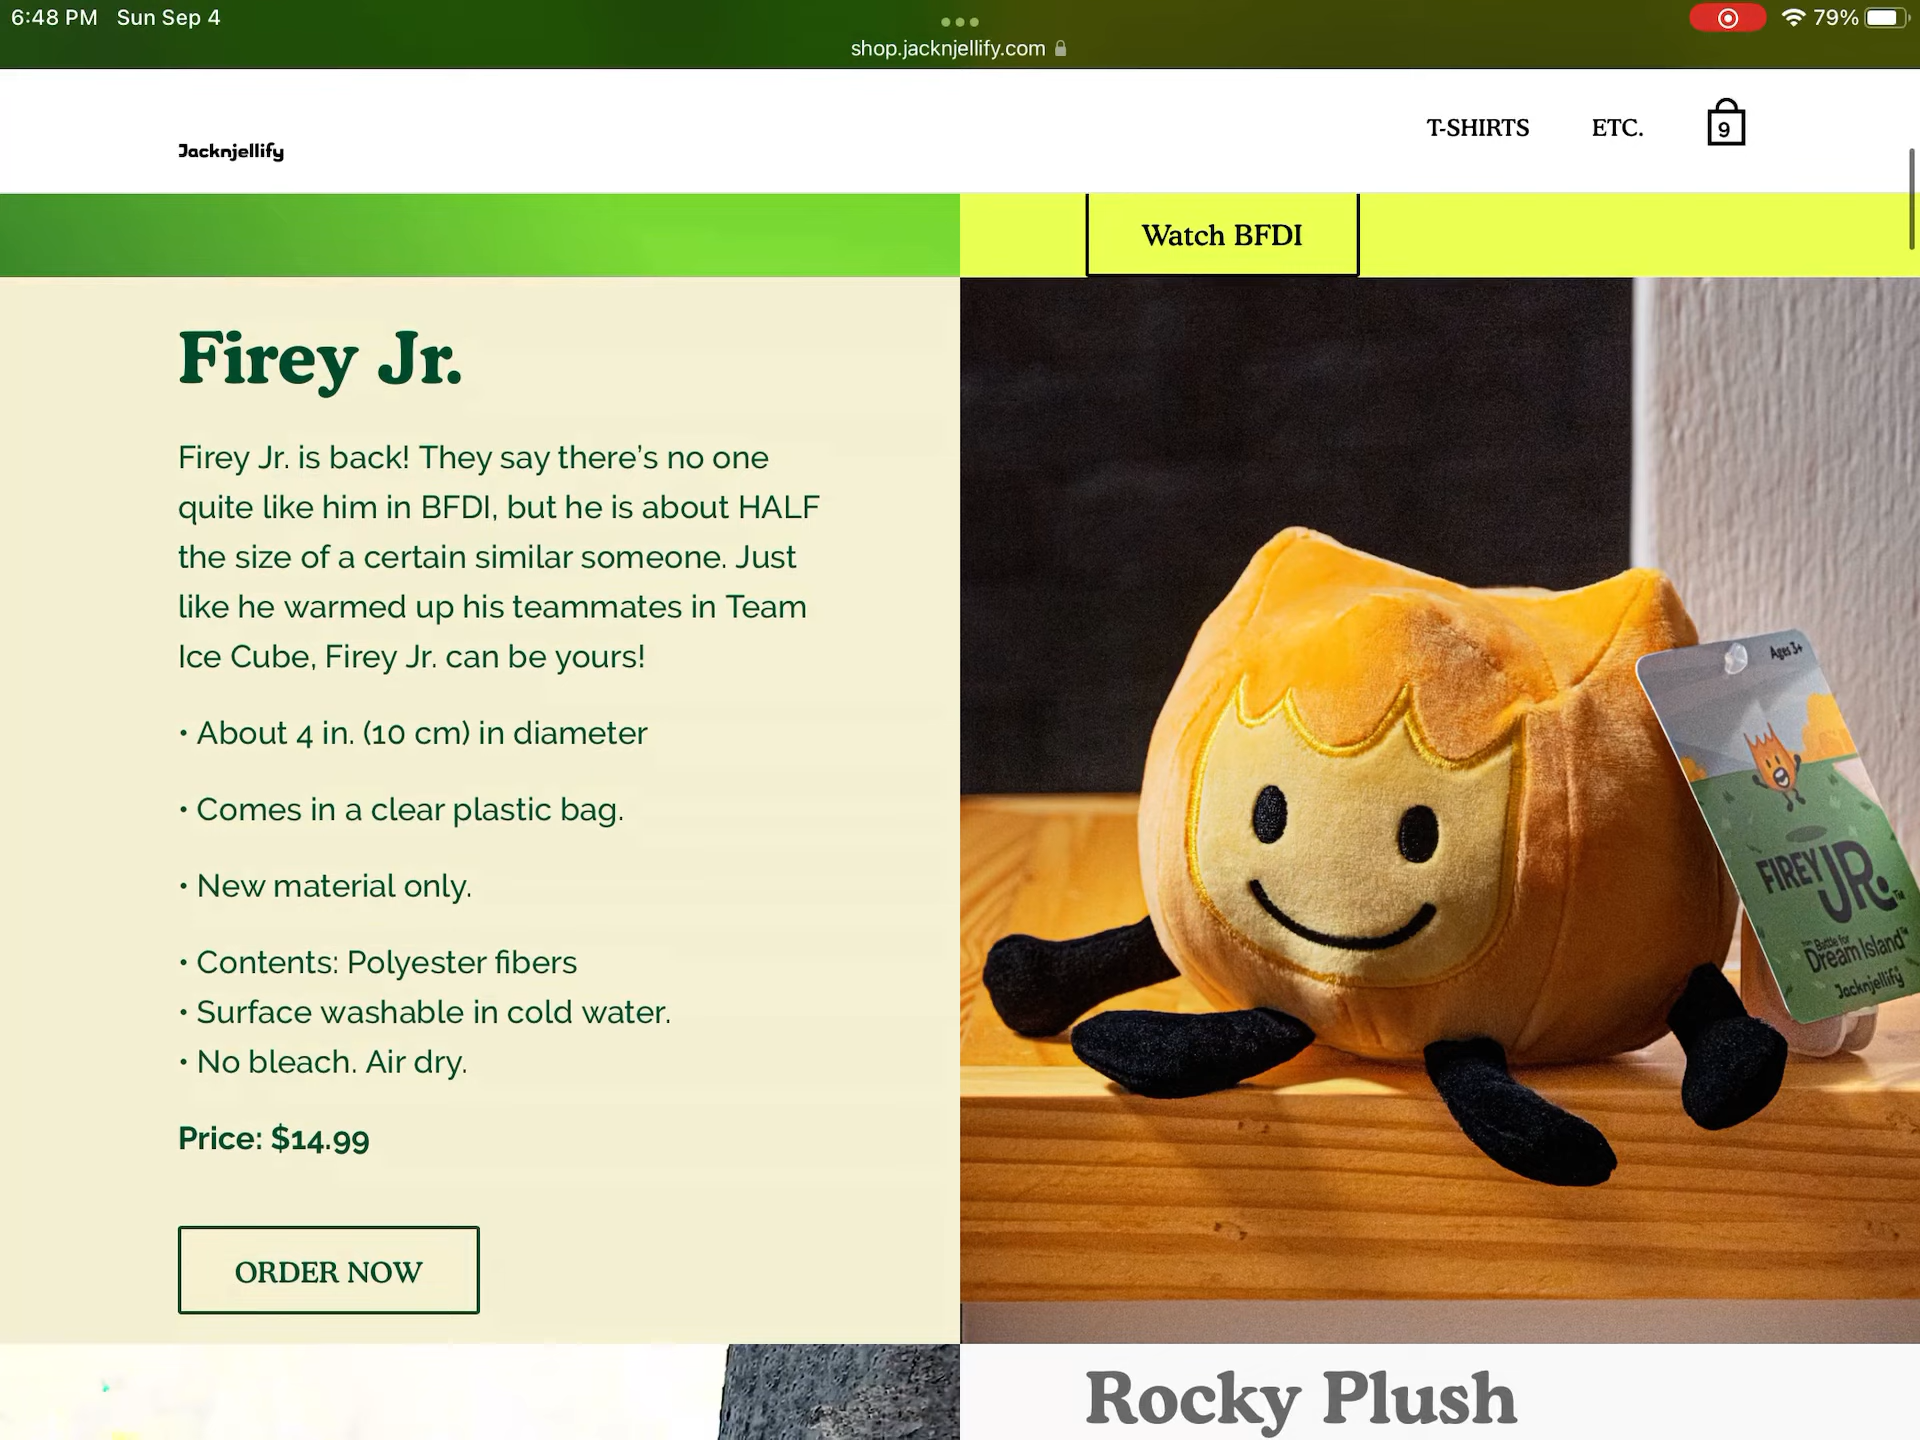 6:48 PM Sun Sep 4
79%
shop.jacknjellify.com
Jacknjellify
T-SHIRTS
ETC.
9
Watch BFDI
Firey Jr.
Firey Jr. is back! They say there’s no one
quite like him in BFDI, but he is about HALF
the size of a certain similar someone. Just
like he warmed up his teammates in Team
Ice Cube, Firey Jr. can be yours!
• About 4 in. (10 cm) in diameter
• Comes in a clear plastic bag.
• New material only.
• Contents: Polyester fibers
• Surface washable in cold water.
• No bleach. Air dry.
Price: $14.99
ORDER NOW
Ages 3+
FIREY JR.™
from Battle for
Dream Island™
Jacknjellify
Rocky Plush